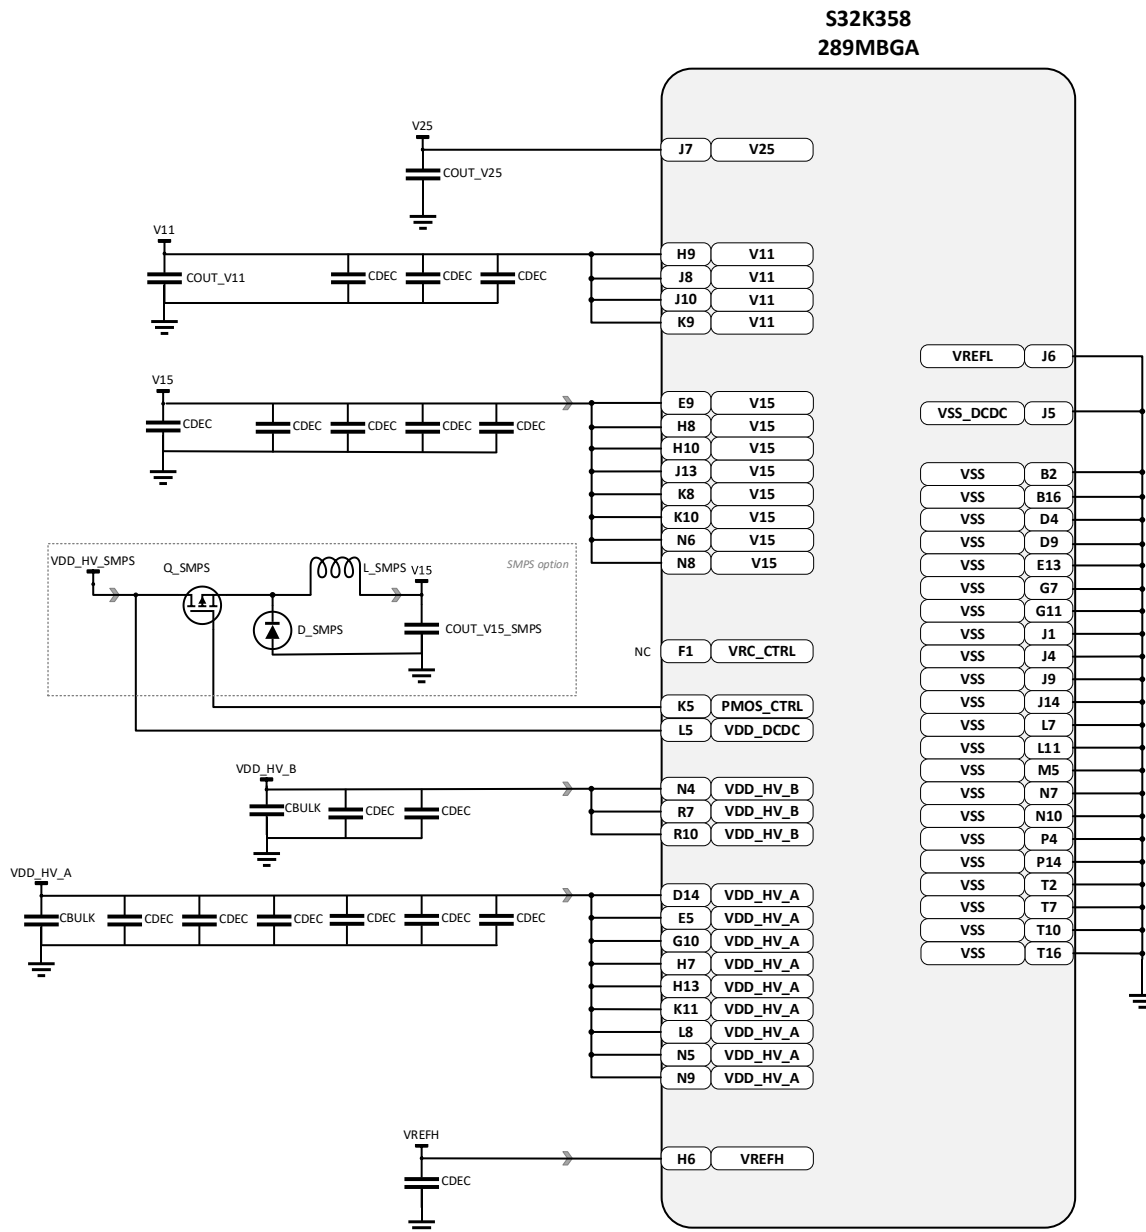 S32K358
289MBGA
V25
J7 V25
COUT_V25
V11
H9 V11
COUT_V11 CDEC CDEC CDEC
J8 V11
J10 V11
K9 V11
VREFL J6
V15
E9 V15
VSS_DCDC J5
CDEC CDEC CDEC CDEC CDEC
H8 V15
H10 V15
J13 V15
K8 V15
K10 V15
N6 V15
N8 V15
VSS B2
VSS B16
VSS D4
VSS D9
VSS E13
VSS G7
VSS G11
VSS J1
VSS J4
VSS J9
VSS J14
VSS L7
VSS L11
VSS M5
VSS N7
VSS N10
VSS P4
VSS P14
VSS T2
VSS T7
VSS T10
VSS T16
VDD_HV_SMPS Q_SMPS L_SMPS SMPS option
V15
D_SMPS COUT_V15_SMPS
NC F1 VRC_CTRL
K5 PMOS_CTRL
L5 VDD_DCDC
VDD_HV_B
N4 VDD_HV_B
CBULK CDEC CDEC
R7 VDD_HV_B
R10 VDD_HV_B
VDD_HV_A
D14 VDD_HV_A
CBULK CDEC CDEC CDEC CDEC CDEC CDEC
E5 VDD_HV_A
G10 VDD_HV_A
H7 VDD_HV_A
H13 VDD_HV_A
K11 VDD_HV_A
L8 VDD_HV_A
N5 VDD_HV_A
N9 VDD_HV_A
VREFH
H6 VREFH
CDEC